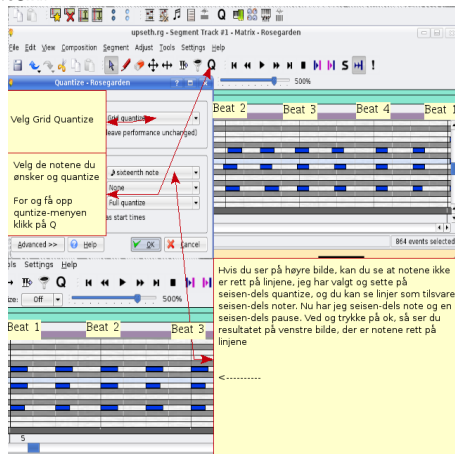 upseth.rg - Segment Track #1 - Matrix - Rosegarden
File Edit View Composition Segment Adjust Tools Settings Help
Q S !
500%
Quantize - Rosegarden
Beat 2 Beat 3 Beat 4 Beat 1
Velg Grid Quantize
Grid quantize
leave performance unchanged)
Velg de notene du
ønsker og quantize
For og få opp
quntize-menyen
klikk på Q
sixteenth note
None
Full quantize
as start times
Advanced >> Help OK Cancel
864 events selected
ols Settings Help
Q
ize: Off 500%
Beat 1 Beat 2 Beat 3
5
Hvis du ser på høyre bilde, kan du se at notene ikke
er rett på linjene, jeg har valgt og sette på
seisen-dels quantize, og du kan se linjer som tilsvare
seisen-dels noter. Nu har jeg seisen-dels note og en
seisen-dels pause. Ved og trykke på ok, så ser du
resultatet på venstre bilde, der er notene rett på
linjene
<----------